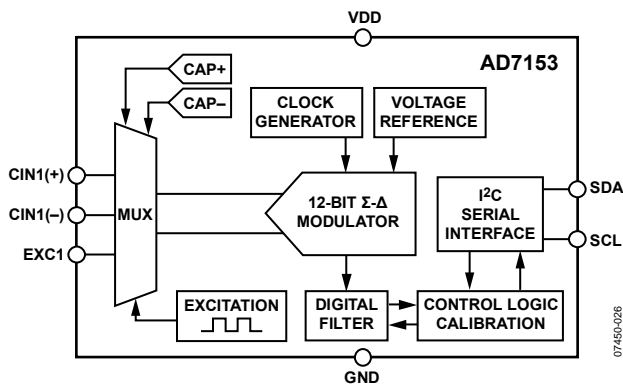 VDD
AD7153
CAP+
CAP–
CLOCK
GENERATOR
VOLTAGE
REFERENCE
CIN1(+)
CIN1(–)
EXC1
MUX
12-BIT Σ-Δ
MODULATOR
I²C
SERIAL
INTERFACE
SDA
SCL
EXCITATION
DIGITAL
FILTER
CONTROL LOGIC
CALIBRATION
GND
07450-026